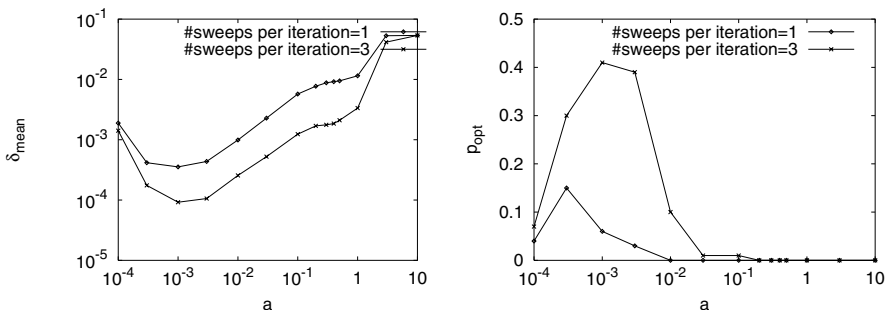 #sweeps per iteration=1
#sweeps per iteration=3
10⁻¹
10⁻²
10⁻³
10⁻⁴
10⁻⁵
δmean
10⁻⁴ 10⁻³ 10⁻² 10⁻¹ 1 10
a
#sweeps per iteration=1
#sweeps per iteration=3
0.5
0.4
0.3
0.2
0.1
0
popt
10⁻⁴ 10⁻³ 10⁻² 10⁻¹ 1 10
a